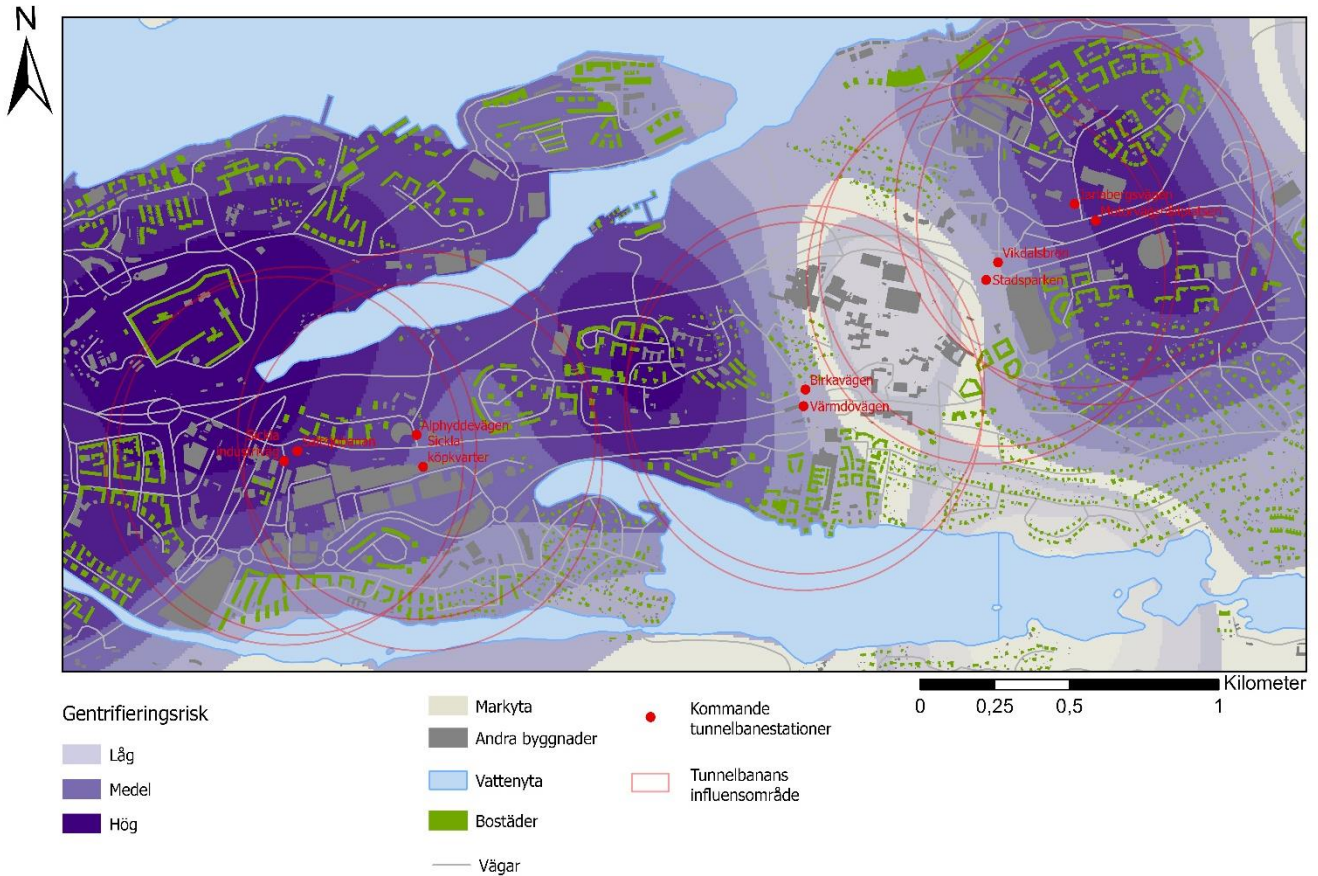 N
Vikdalsbron
Stadsparken
Birkavägen
Värmdövägen
Alphyddevägen
Sickla
köpkvarter
Sickla
Kilometer
0 0,25 0,5 1
Gentrifieringsrisk
Låg
Medel
Hög
Markyta
Andra byggnader
Vattenyta
Bostäder
Vägar
Kommande
tunnelbanestationer
Tunnelbanans
influensområde